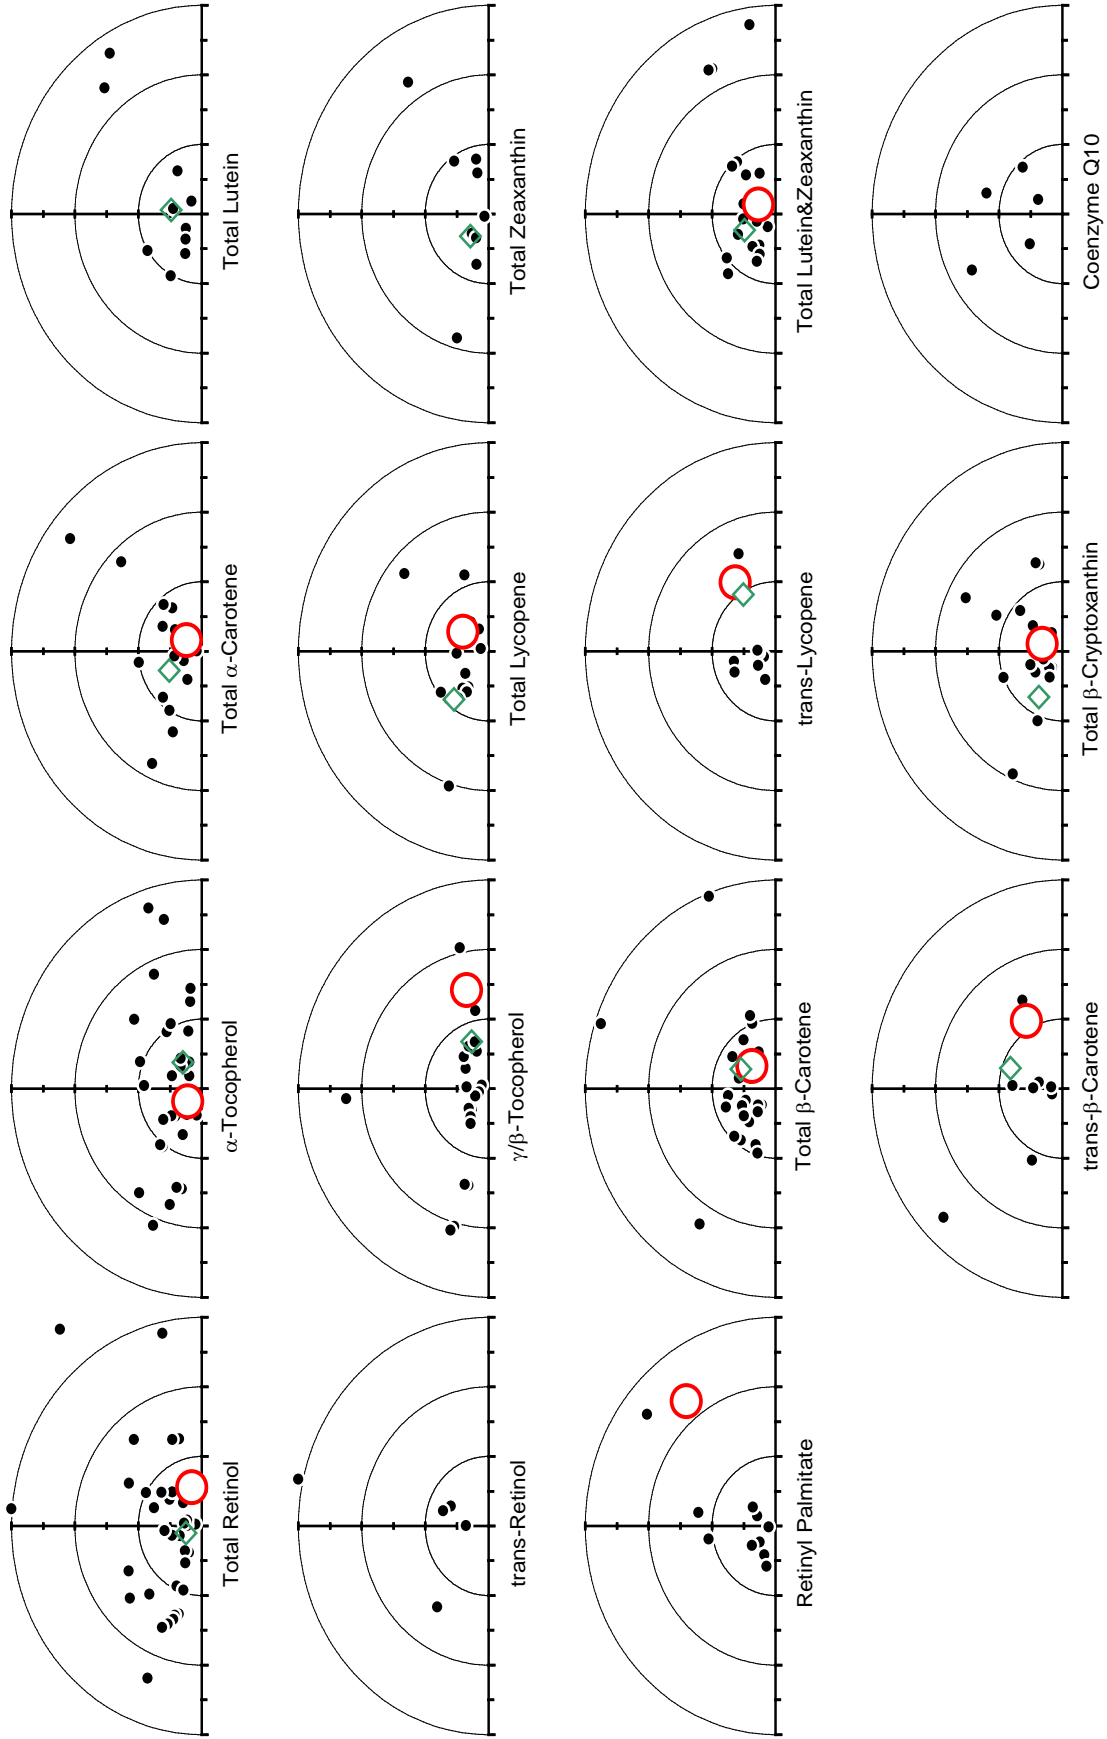 Total Retinol
α-Tocopherol
Total α-Carotene
Total Lutein
trans-Retinol
γ/β-Tocopherol
Total Lycopene
Total Zeaxanthin
Retinyl Palmitate
Total β-Carotene
trans-Lycopene
Total Lutein&Zeaxanthin
trans-β-Carotene
Total β-Cryptoxanthin
Coenzyme Q10